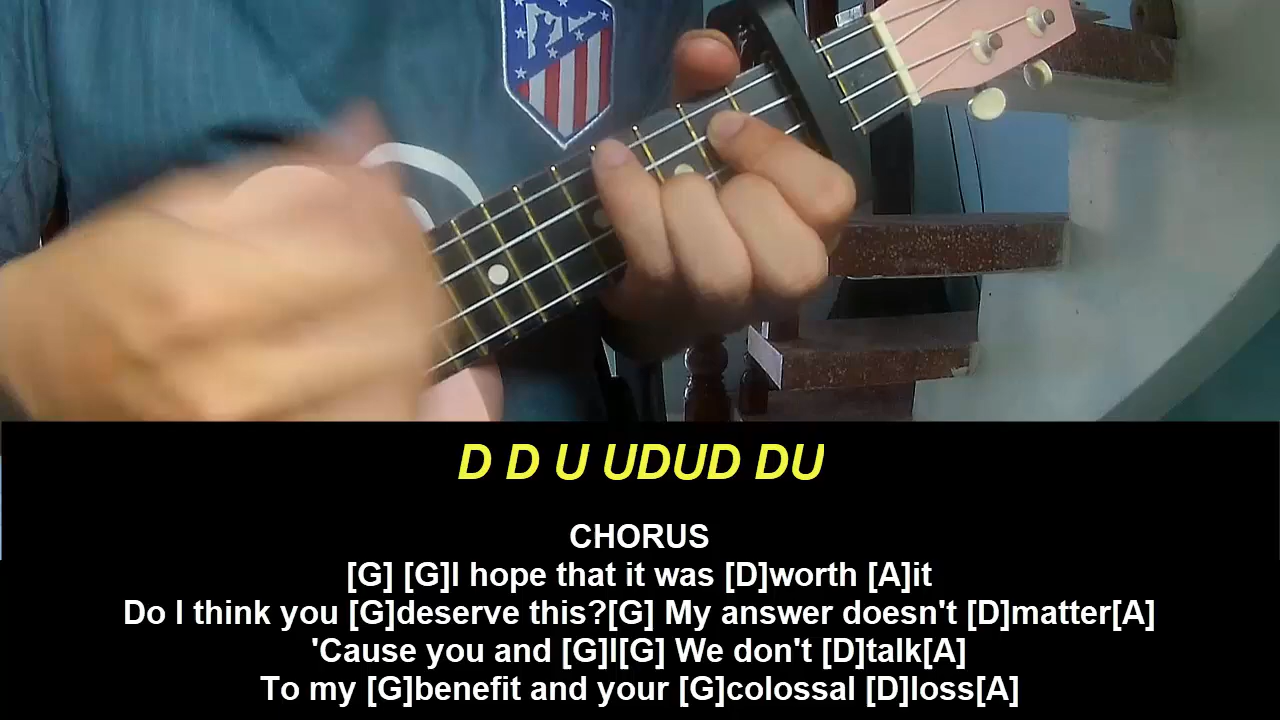 D D U UDUD DU
CHORUS
[G] [G]I hope that it was [D]worth [A]it
Do I think you [G]deserve this?[G] My answer doesn't [D]matter[A]
'Cause you and [G]I[G] We don't [D]talk[A]
To my [G]benefit and your [G]colossal [D]loss[A]